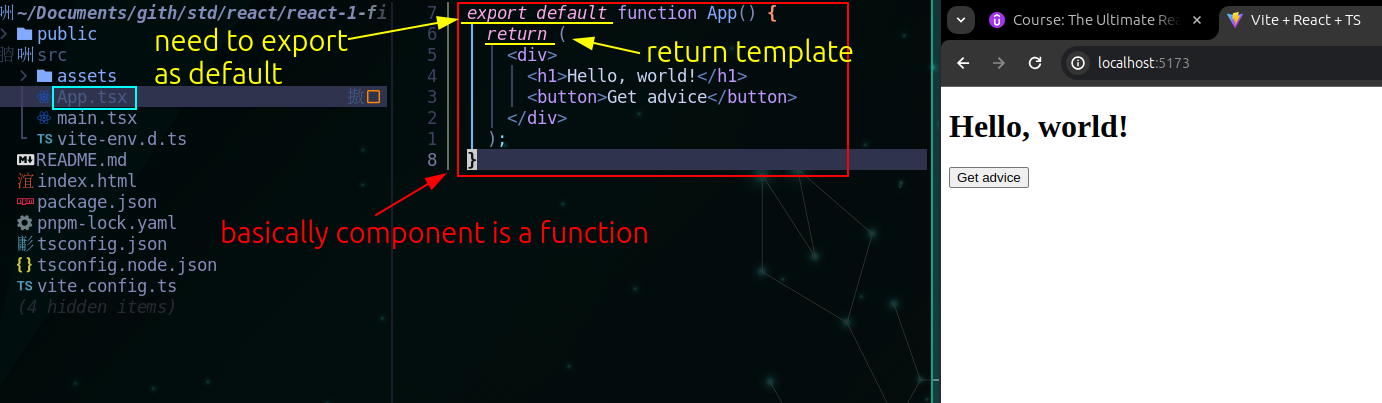 ~/Documents/gith/std/react/react-1-fi
public
src
assets
App.tsx
main.tsx
TS vite-env.d.ts
README.md
index.html
package.json
pnpm-lock.yaml
tsconfig.json
{} tsconfig.node.json
TS vite.config.ts
(4 hidden items)
need to export
as default
7 export default function App() {
6 return (
5 <div>
4 <h1>Hello, world!</h1>
3 <button>Get advice</button>
2 </div>
1 );
8 }
return template
basically component is a function
Course: The Ultimate Rea
Vite + React + TS
localhost:5173
Hello, world!
Get advice